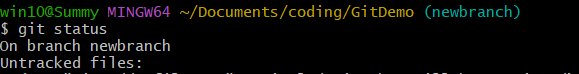 win10@Summy MINGW64 ~/Documents/coding/GitDemo (newbranch)
$ git status
On branch newbranch
Untracked files: